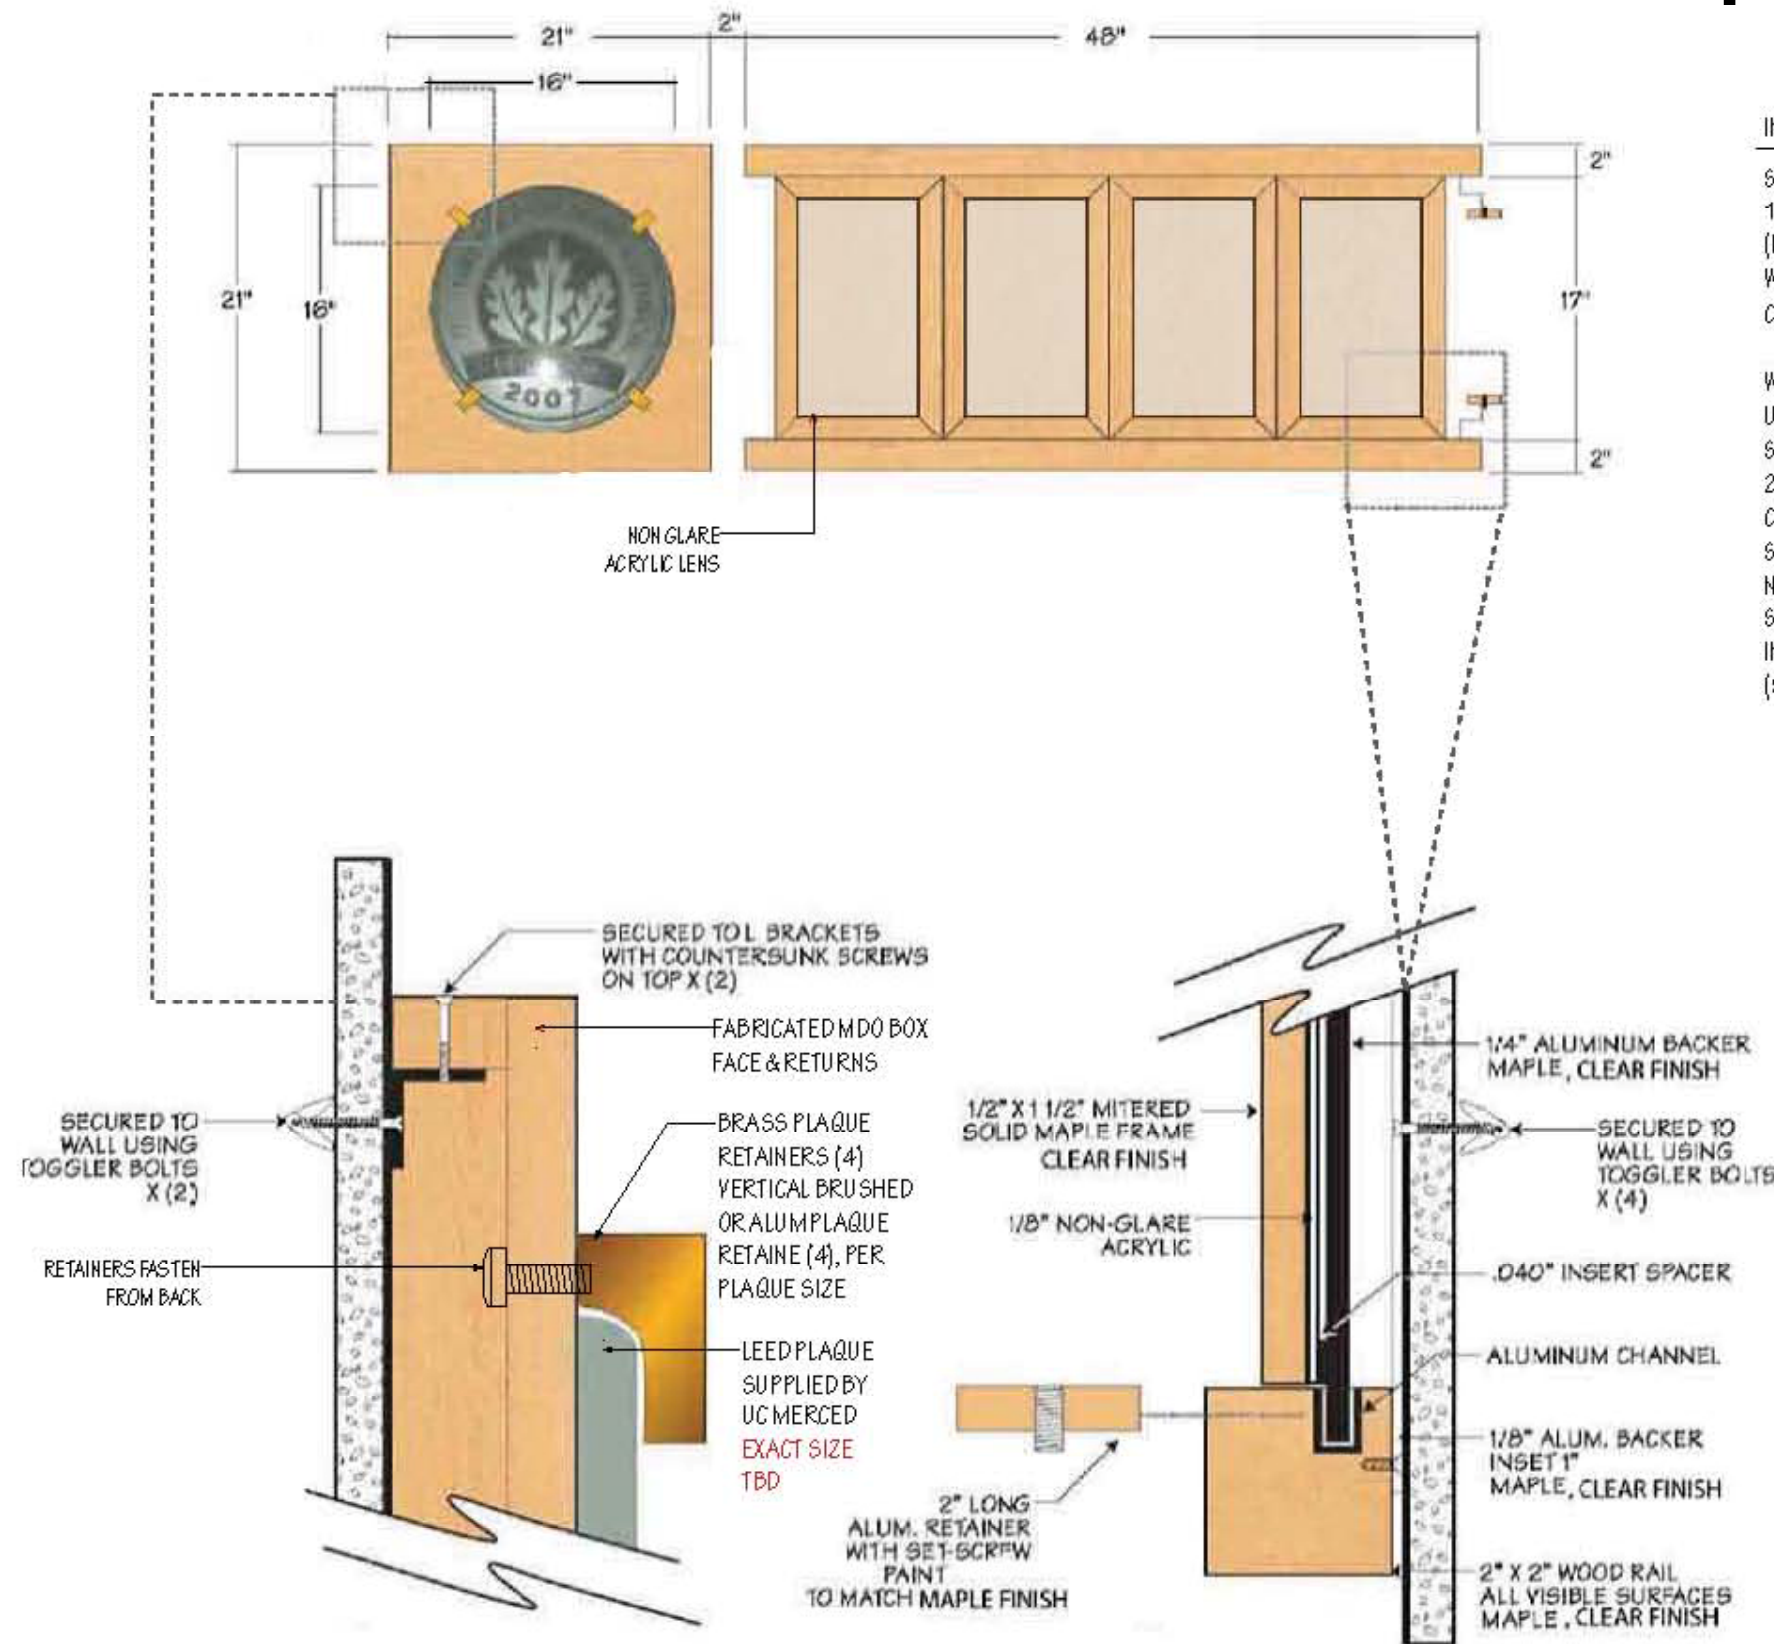 21"
2"
48"
16"
2"
21"
16"
17"
2007
2"
NON GLARE
ACRYLIC LENS
SECURED TO L BRACKETS
WITH COUNTERSUNK SCREWS
ON TOP X (2)
FABRICATED MDO BOX
FACE & RETURNS
SECURED TO
WALL USING
TOGGLER BOLTS
X (2)
BRASS PLAQUE
RETAINERS (4)
VERTICAL BRUSHED
OR ALUM PLAQUE
RETAINE (4), PER
PLAQUE SIZE
RETAINERS FASTEN
FROM BACK
LEED PLAQUE
SUPPLIED BY
UC MERCED
EXACT SIZE
TBD
1/4" ALUMINUM BACKER
MAPLE, CLEAR FINISH
1/2" X 1 1/2" MITERED
SOLID MAPLE FRAME
CLEAR FINISH
SECURED TO
WALL USING
TOGGLER BOLTS
X (4)
1/8" NON-GLARE
ACRYLIC
.040" INSERT SPACER
ALUMINUM CHANNEL
1/8" ALUM. BACKER
INSET 1"
MAPLE, CLEAR FINISH
2" LONG
ALUM. RETAINER
WITH SET-SCREW
PAINT
TO MATCH MAPLE FINISH
2" X 2" WOOD RAIL
ALL VISIBLE SURFACES
MAPLE, CLEAR FINISH